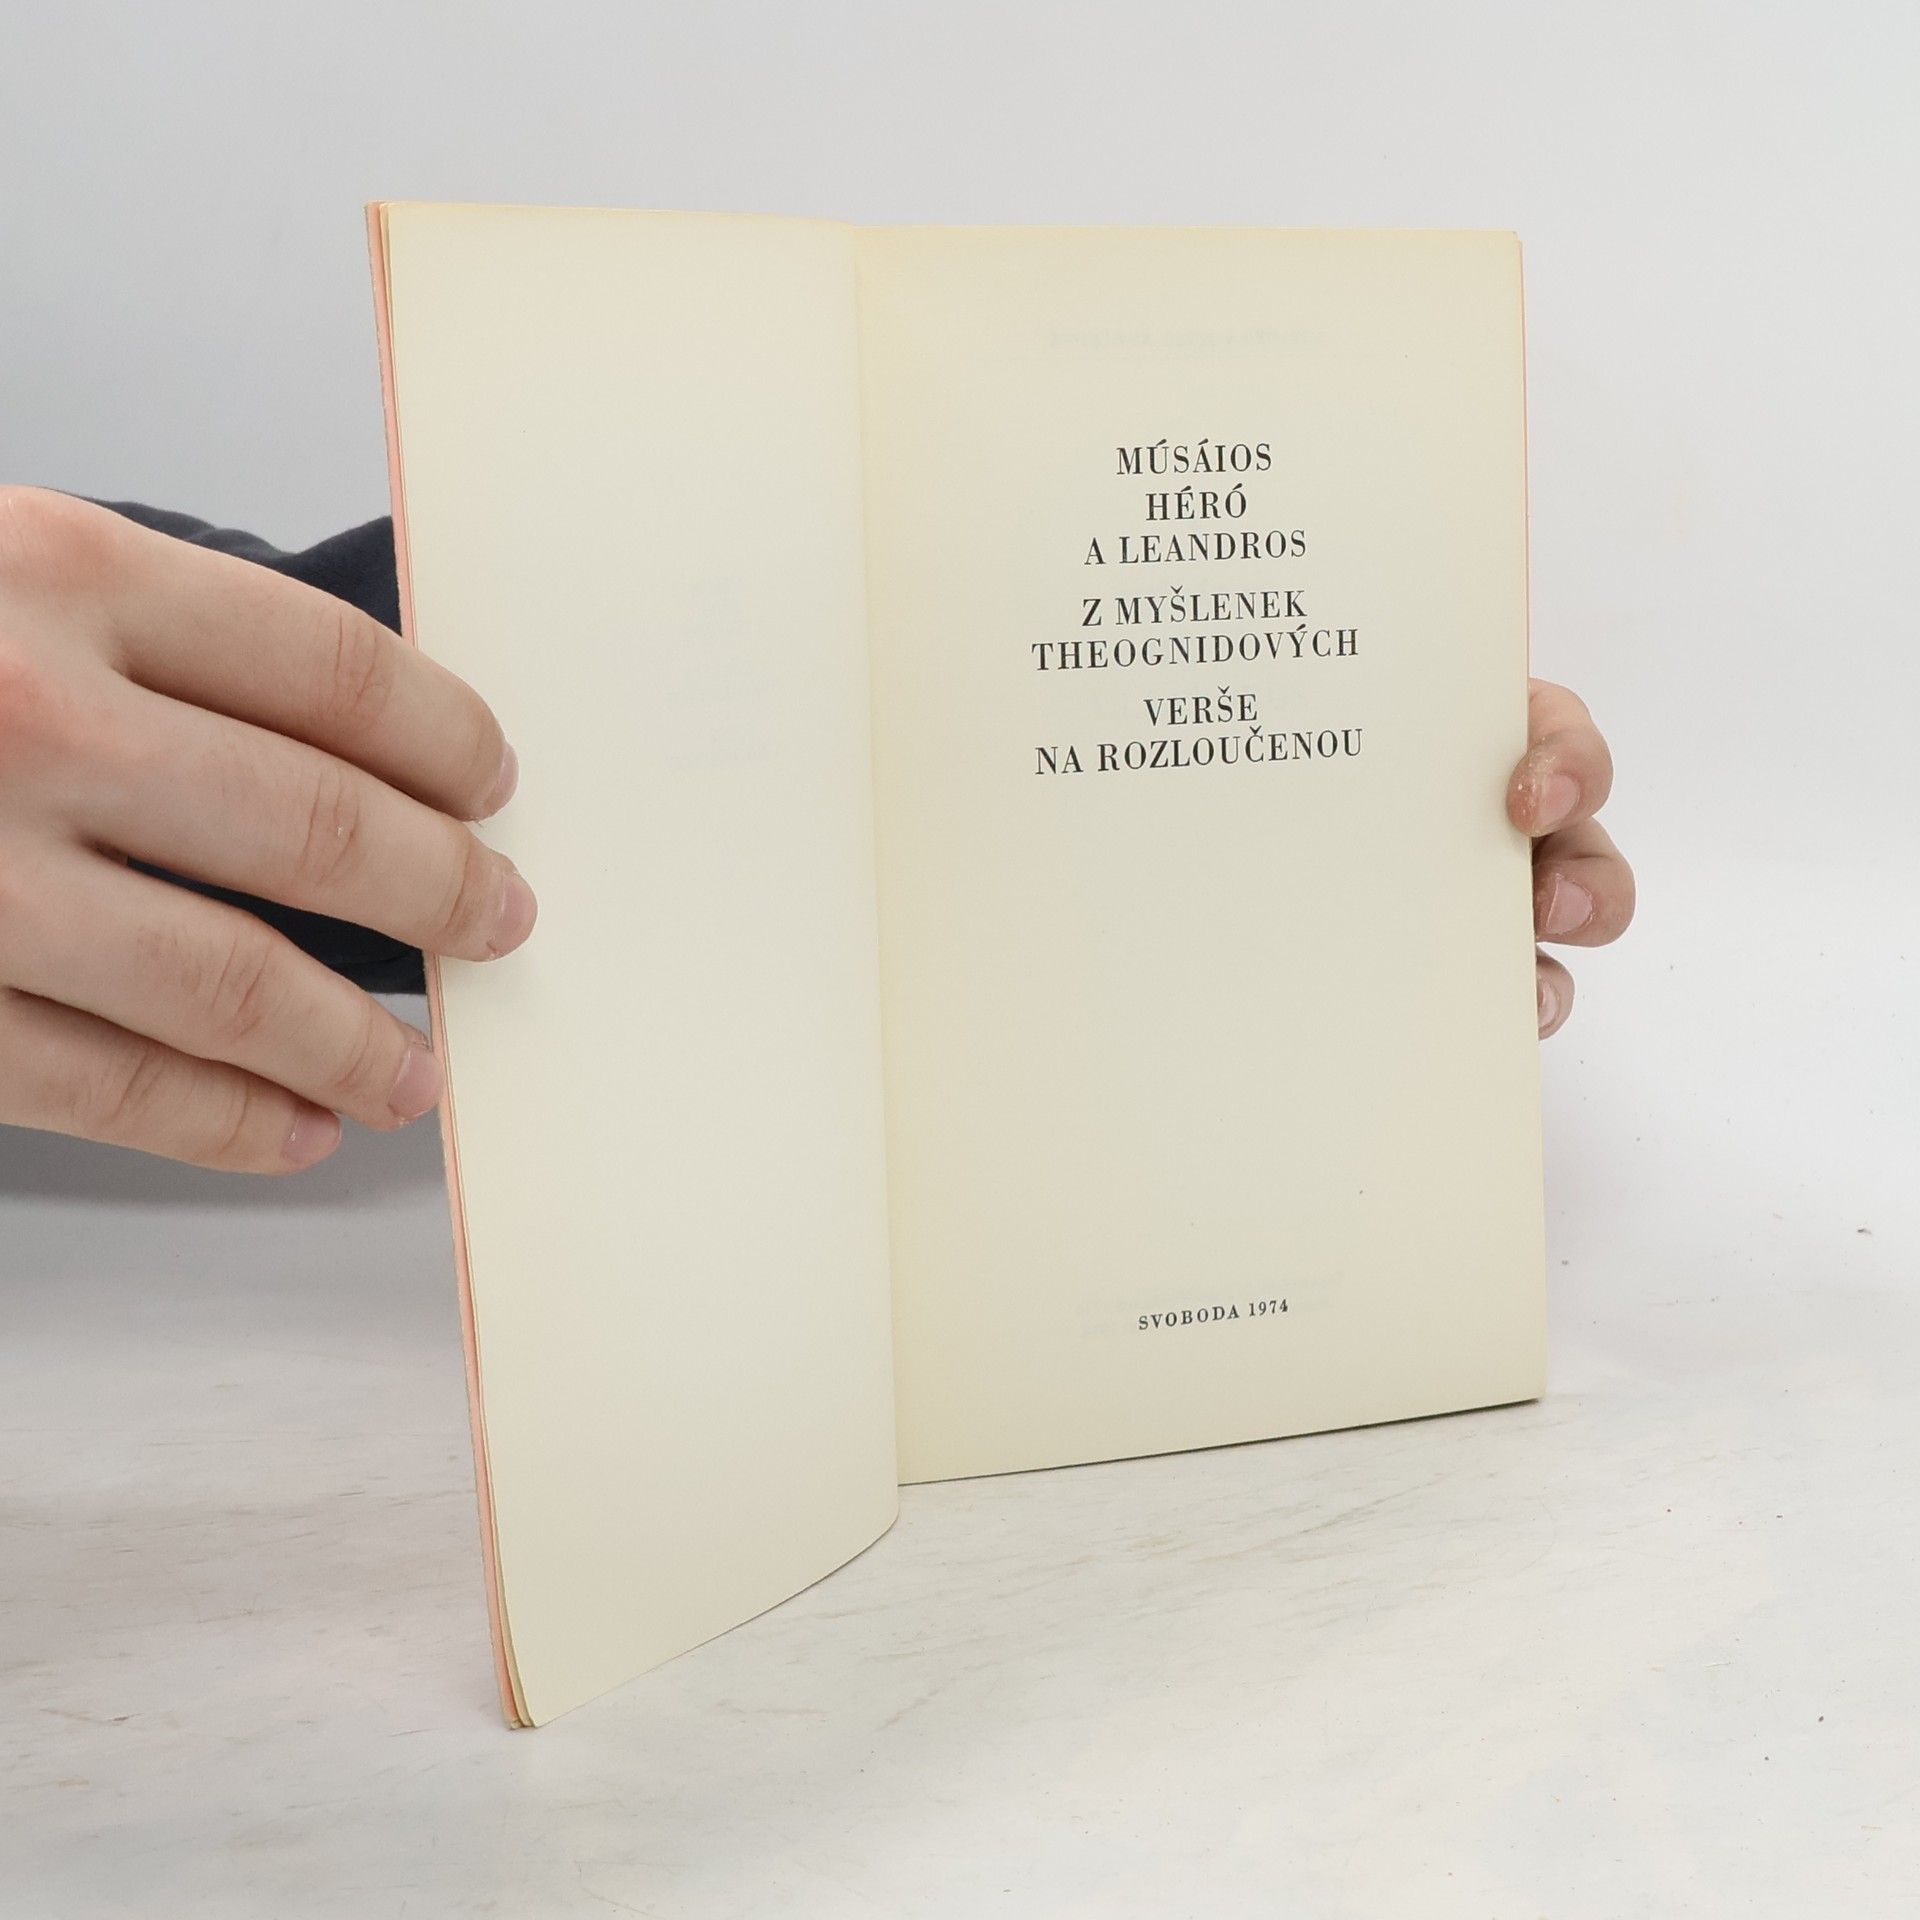 MÚSÁIOS
HÉRÓ
A LEANDROS
Z MYŠLENEK
THEOGNIDOVÝCH
VERŠE
NA ROZLOUČENOU
SVOBODA 1974